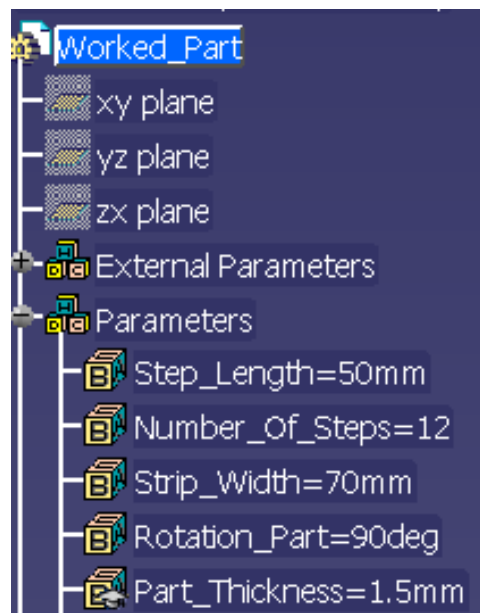 Worked_Part
xy plane
yz plane
zx plane
External Parameters
Parameters
Step_Length=50mm
Number_Of_Steps=12
Strip_Width=70mm
Rotation_Part=90deg
Part_Thickness=1.5mm